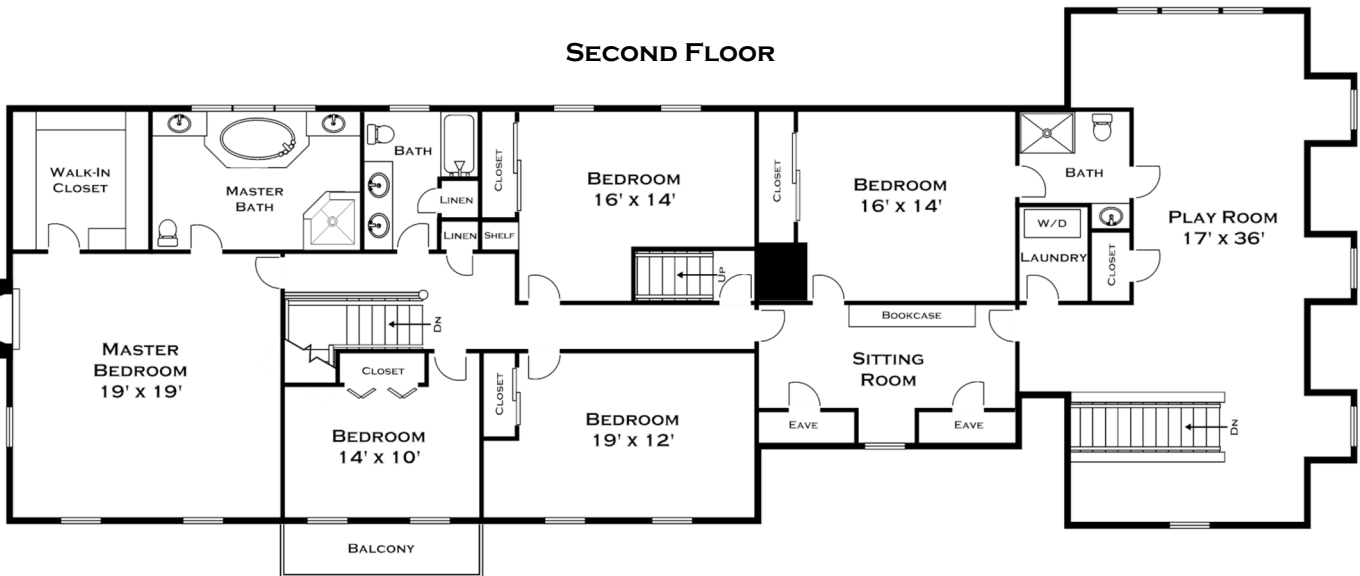 SECOND FLOOR
WALK-IN
CLOSET
MASTER
BATH
BATH
LINEN
LINEN
SHELF
CLOSET
BEDROOM
16' x 14'
UP
CLOSET
BEDROOM
16' x 14'
BATH
W/D
LAUNDRY
CLOSET
PLAY ROOM
17' x 36'
MASTER
BEDROOM
19' x 19'
DN
CLOSET
BEDROOM
14' x 10'
CLOSET
BEDROOM
19' x 12'
BOOKCASE
SITTING
ROOM
EAVE
EAVE
DN
BALCONY